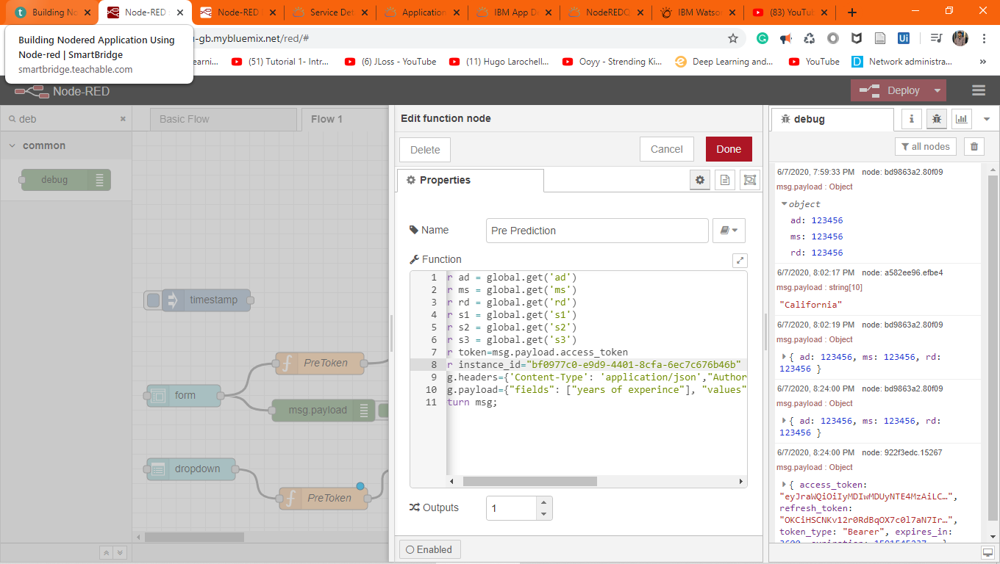 Building No
Node-RED :
Node-RED
Service Det
Application
IBM App De
NodeREDQ
IBM Watso
(83) YouTu
Building Nodered Application Using
Node-red | SmartBridge
smartbridge.teachable.com
u-gb.mybluemix.net/red/#
earni...
(51) Tutorial 1- Intr...
(6) JLoss - YouTube
(11) Hugo Larochell...
Ooyy - Strending Ki...
Deep Learning and...
YouTube
Network administra...
»
Node-RED
Deploy
deb
Basic Flow
Flow 1
Edit function node
debug
common
Delete
Cancel
Done
all nodes
debug
Properties
Name
Pre Prediction
Function
1 r ad = global.get('ad')
2 r ms = global.get('ms')
3 r rd = global.get('rd')
4 r s1 = global.get('s1')
5 r s2 = global.get('s2')
6 r s3 = global.get('s3')
7 r token=msg.payload.access_token
8 r instance_id="bf0977c0-e9d9-4401-8cfa-6ec7c676b46b"
9 g.headers={'Content-Type': 'application/json',"Author
10 g.payload={"fields": ["years of experince"], "values"
11 turn msg;
timestamp
PreToken
form
msg.payload
dropdown
PreToken
Outputs
1
Enabled
6/7/2020, 7:59:33 PM node: bd9863a2.80f09
msg.payload : Object
object
ad: 123456
ms: 123456
rd: 123456
6/7/2020, 8:02:17 PM node: a582ee96.efbe4
msg.payload : string[10]
"California"
6/7/2020, 8:02:19 PM node: bd9863a2.80f09
msg.payload : Object
{ ad: 123456, ms: 123456, rd:
123456 }
6/7/2020, 8:24:00 PM node: bd9863a2.80f09
msg.payload : Object
{ ad: 123456, ms: 123456, rd:
123456 }
6/7/2020, 8:24:00 PM node: 922f3edc.15267
msg.payload : Object
{ access_token:
"eyJraWQiOiIyMDIwMDUyNTE4MzAiLC…",
refresh_token:
"OKCiHSCNKv12r0RdBqOX7c0l7aN7Ir…",
token_type: "Bearer", expires_in: